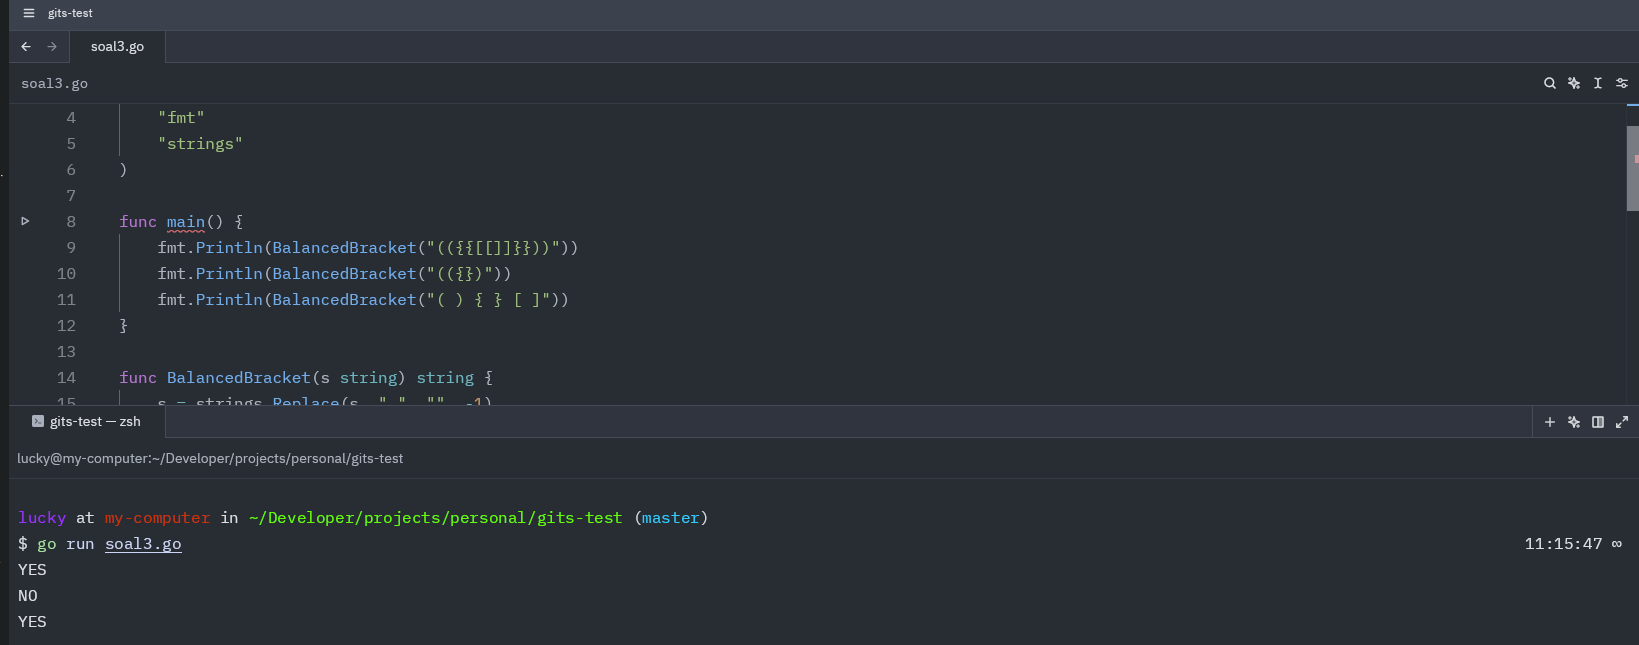 gits-test
soal3.go
soal3.go
4 "fmt"
5 "strings"
6 )
7
8 func main() {
9 fmt.Println(BalancedBracket("(({{[[]]}}))"))
10 fmt.Println(BalancedBracket("(({{})"))
11 fmt.Println(BalancedBracket("( ) { } [ ]"))
12 }
13
14 func BalancedBracket(s string) string {
15 s = strings.Replace(s, " ", "", -1)
gits-test — zsh
lucky@my-computer:~/Developer/projects/personal/gits-test
lucky at my-computer in ~/Developer/projects/personal/gits-test (master)
$ go run soal3.go 11:15:47 ∞
YES
NO
YES